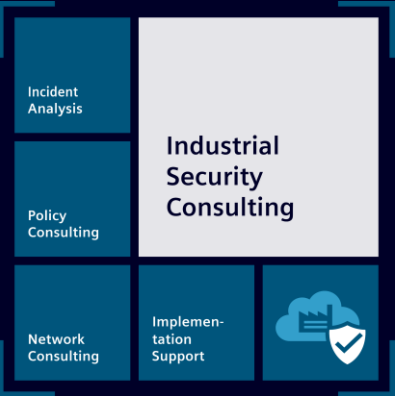 Incident
Analysis
Industrial
Security
Consulting
Policy
Consulting
Network
Consulting
Implemen-
tation
Support